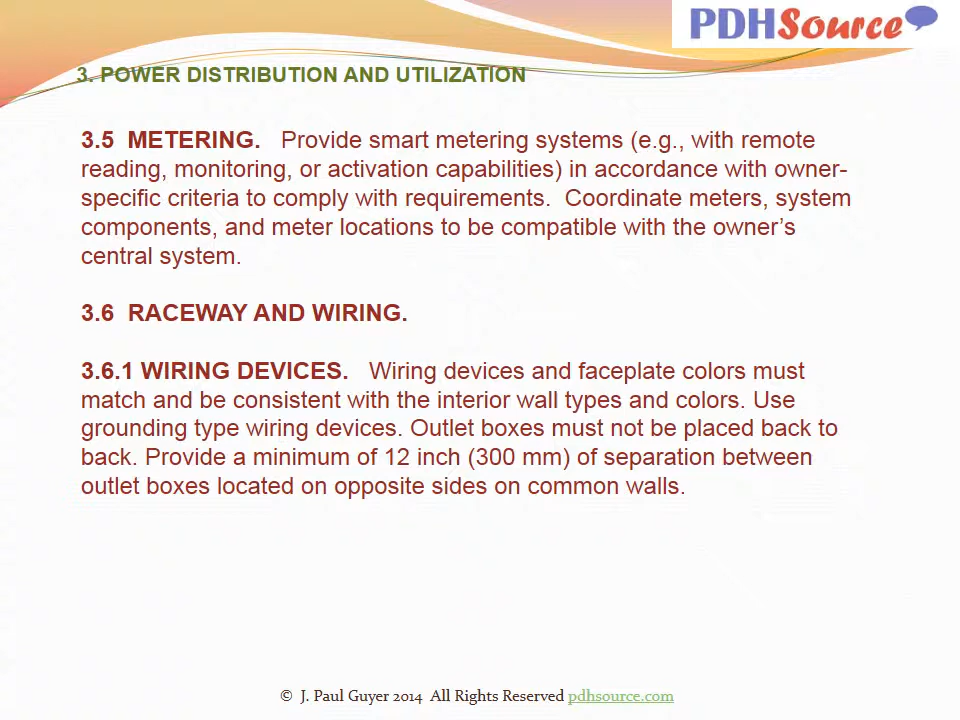 PDHSource
3. POWER DISTRIBUTION AND UTILIZATION
3.5 METERING. Provide smart metering systems (e.g., with remote
reading, monitoring, or activation capabilities) in accordance with owner-
specific criteria to comply with requirements. Coordinate meters, system
components, and meter locations to be compatible with the owner's
central system.
3.6 RACEWAY AND WIRING.
3.6.1 WIRING DEVICES. Wiring devices and faceplate colors must
match and be consistent with the interior wall types and colors. Use
grounding type wiring devices. Outlet boxes must not be placed back to
back. Provide a minimum of 12 inch (300 mm) of separation between
outlet boxes located on opposite sides on common walls.
© J. Paul Guyer 2014 All Rights Reserved pdhsource.com